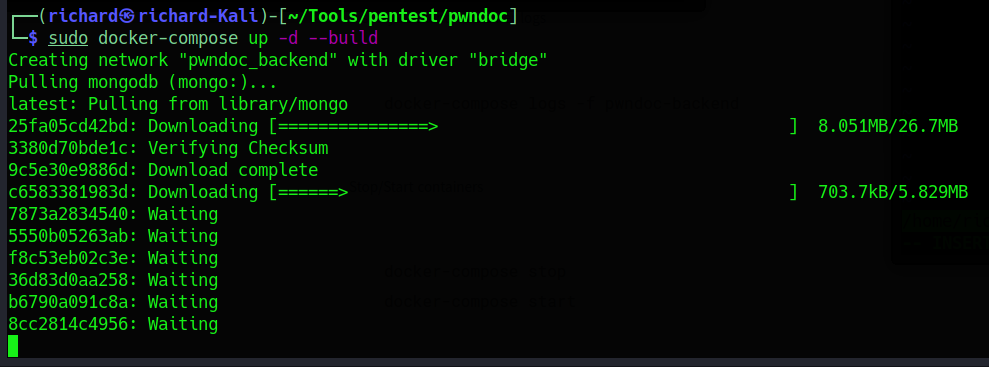 ┌──(richard㉿richard-Kali)-[~/Tools/pentest/pwndoc]
└─$ sudo docker-compose up -d --build
Creating network "pwndoc_backend" with driver "bridge"
Pulling mongodb (mongo:)...
latest: Pulling from library/mongo
25fa05cd42bd: Downloading [===============>                                   ]  8.051MB/26.7MB
3380d70bde1c: Verifying Checksum
9c5e30e9886d: Download complete
c6583381983d: Downloading [======>                                            ]  703.7kB/5.829MB
7873a2834540: Waiting
5550b05263ab: Waiting
f8c53eb02c3e: Waiting
36d83d0aa258: Waiting
b6790a091c8a: Waiting
8cc2814c4956: Waiting